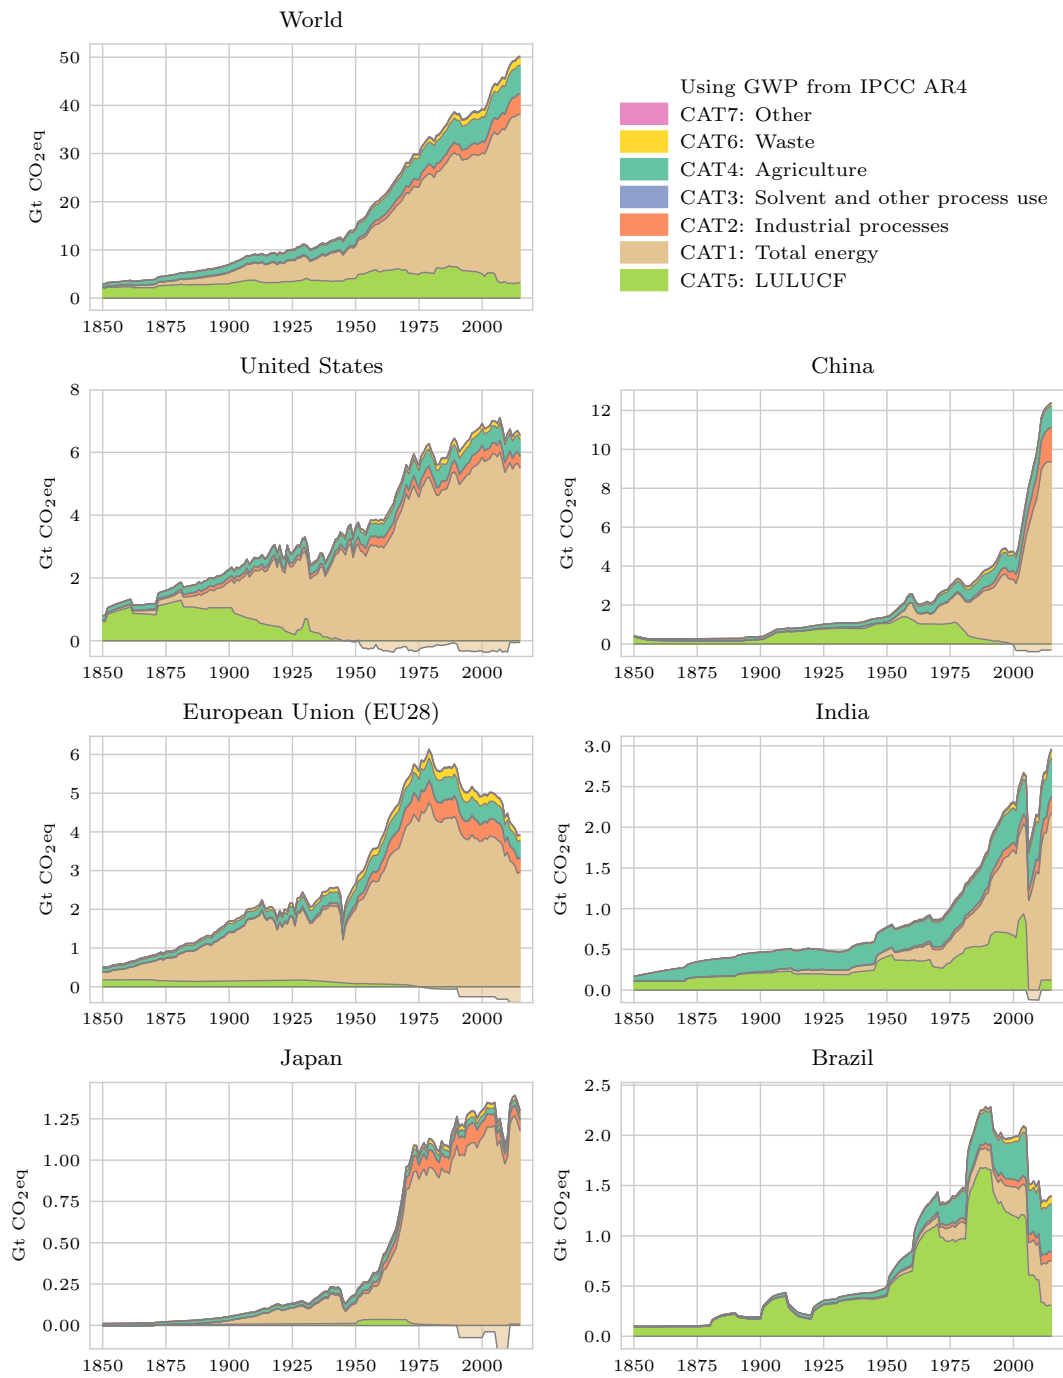 World
Gt CO2eq
50
40
30
20
10
0
1850 1875 1900 1925 1950 1975 2000
Using GWP from IPCC AR4
CAT7: Other
CAT6: Waste
CAT4: Agriculture
CAT3: Solvent and other process use
CAT2: Industrial processes
CAT1: Total energy
CAT5: LULUCF
United States
Gt CO2eq
8
6
4
2
0
1850 1875 1900 1925 1950 1975 2000
China
Gt CO2eq
12
10
8
6
4
2
0
1850 1875 1900 1925 1950 1975 2000
European Union (EU28)
Gt CO2eq
6
5
4
3
2
1
0
1850 1875 1900 1925 1950 1975 2000
India
Gt CO2eq
3.0
2.5
2.0
1.5
1.0
0.5
0.0
1850 1875 1900 1925 1950 1975 2000
Japan
Gt CO2eq
1.25
1.00
0.75
0.50
0.25
0.00
1850 1875 1900 1925 1950 1975 2000
Brazil
Gt CO2eq
2.5
2.0
1.5
1.0
0.5
0.0
1850 1875 1900 1925 1950 1975 2000